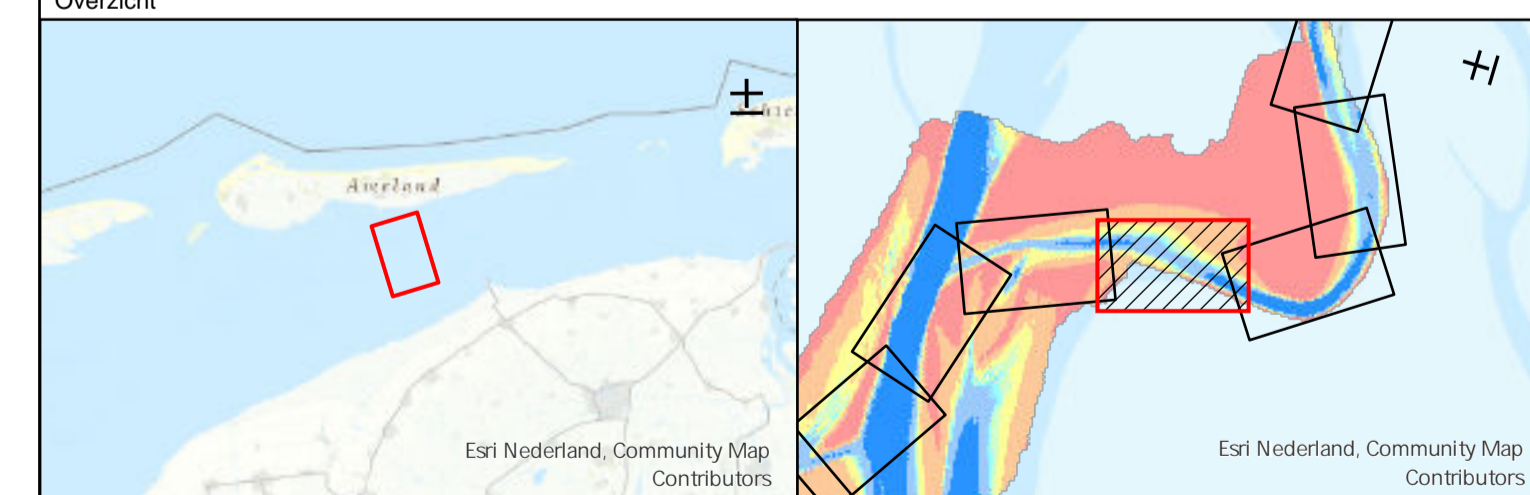 Overzicht
Ameland
Esri Nederland, Community Map
Contributors
Esri Nederland, Community Map
Contributors